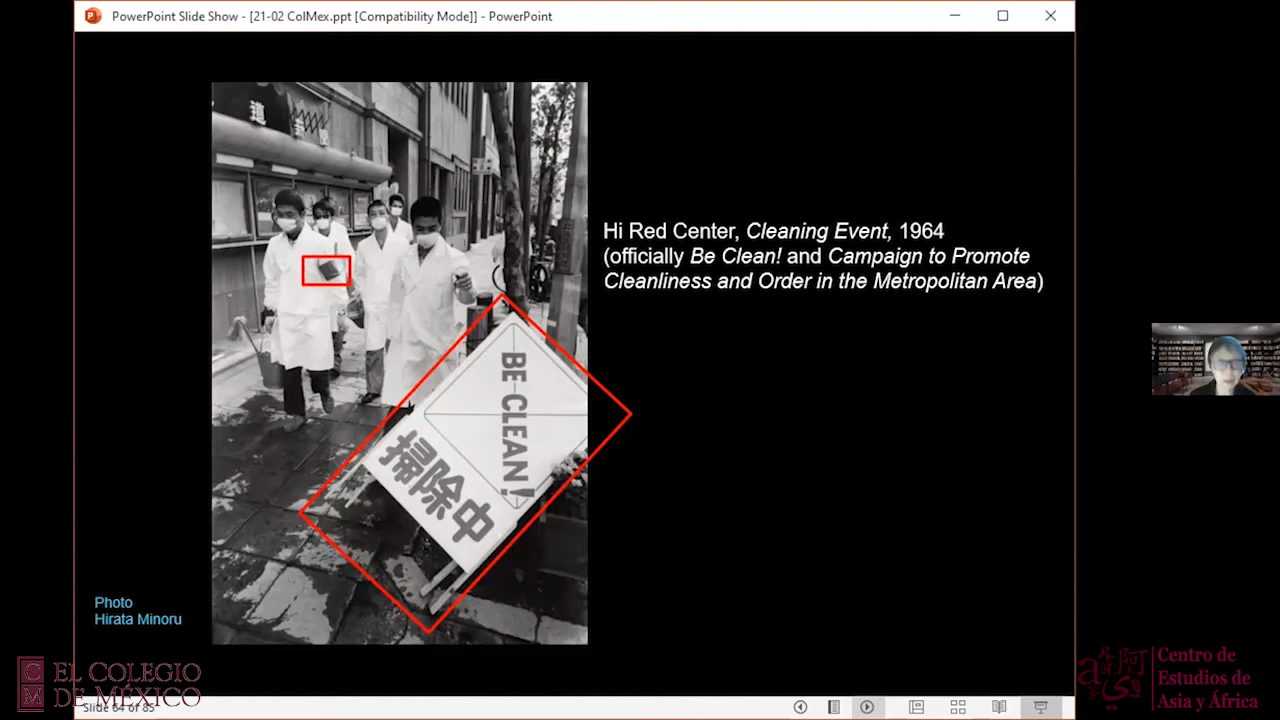 PowerPoint Slide Show - [21-02 ColMex.ppt [Compatibility Mode]] - PowerPoint
道
Hi Red Center, Cleaning Event, 1964
(officially Be Clean! and Campaign to Promote
Cleanliness and Order in the Metropolitan Area)
BE CLEAN!
掃除中
Photo
Hirata Minoru
CM
EL COLEGIO
DE MÉXICO
Centro de
Estudios de
Asia y África
Slide 64 of 85